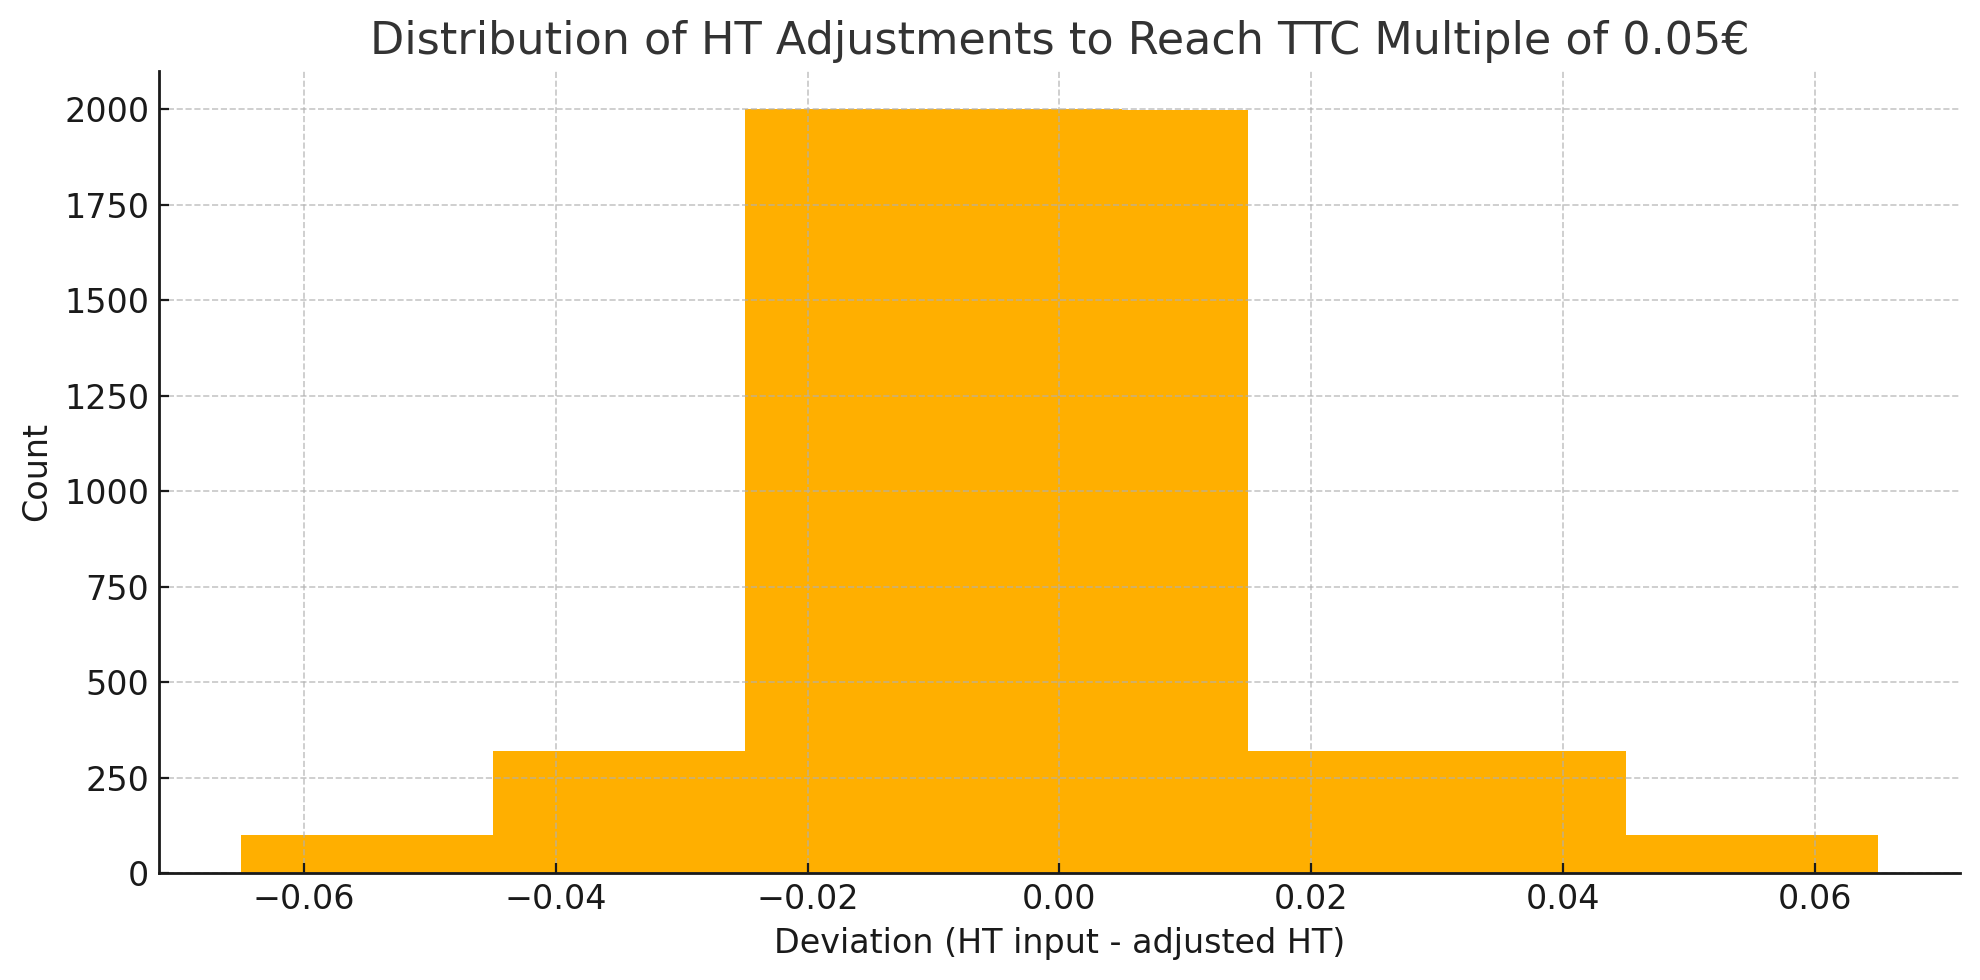 Distribution of HT Adjustments to Reach TTC Multiple of 0.05€
2000
1750
1500
1250
1000
750
500
250
0
Count
−0.06 −0.04 −0.02 0.00 0.02 0.04 0.06
Deviation (HT input - adjusted HT)